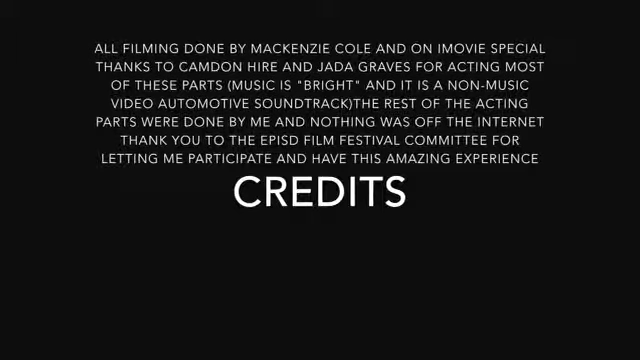 ALL FILMING DONE BY MACKENZIE COLE AND ON IMOVIE SPECIAL
THANKS TO CAMDON HIRE AND JADA GRAVES FOR ACTING MOST
OF THESE PARTS (MUSIC IS "BRIGHT" AND IT IS A NON-MUSIC
VIDEO AUTOMOTIVE SOUNDTRACK)THE REST OF THE ACTING
PARTS WERE DONE BY ME AND NOTHING WAS OFF THE INTERNET
THANK YOU TO THE EPISD FILM FESTIVAL COMMITTEE FOR
LETTING ME PARTICIPATE AND HAVE THIS AMAZING EXPERIENCE
CREDITS